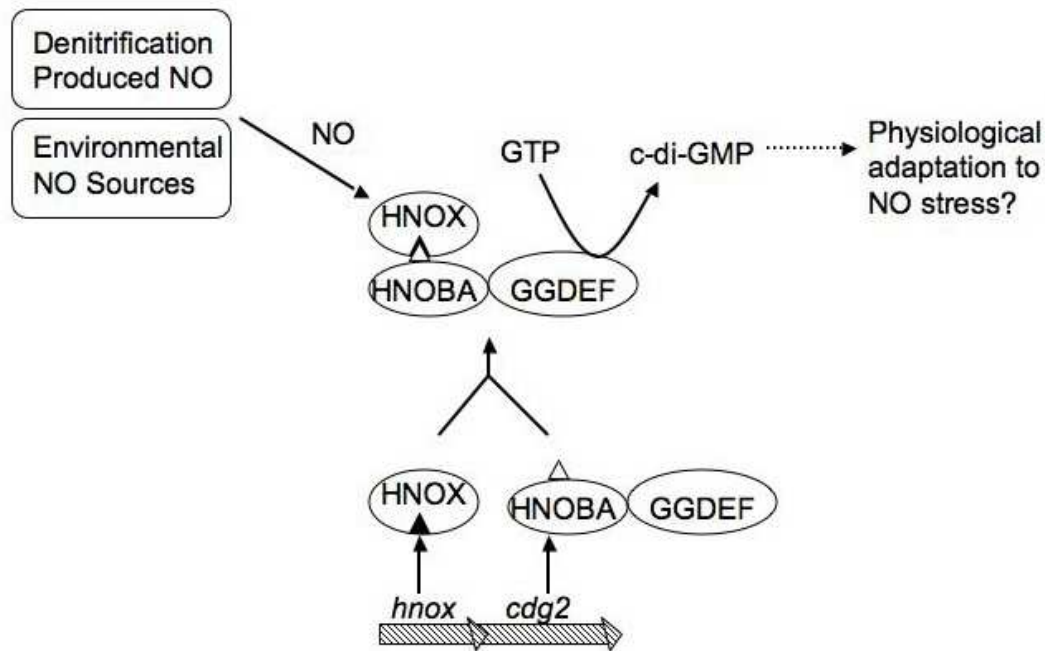 Denitrification
Produced NO
Environmental
NO Sources
NO
GTP
c-di-GMP
Physiological
adaptation to
NO stress?
HNOX
HNOBA
GGDEF
HNOX
HNOBA
GGDEF
hnox
cdg2